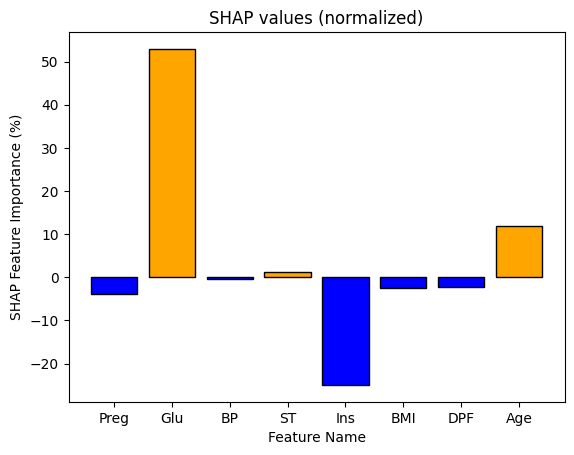 SHAP values (normalized)
SHAP Feature Importance (%)
50
40
30
20
10
0
−10
−20
Preg Glu BP ST Ins BMI DPF Age
Feature Name